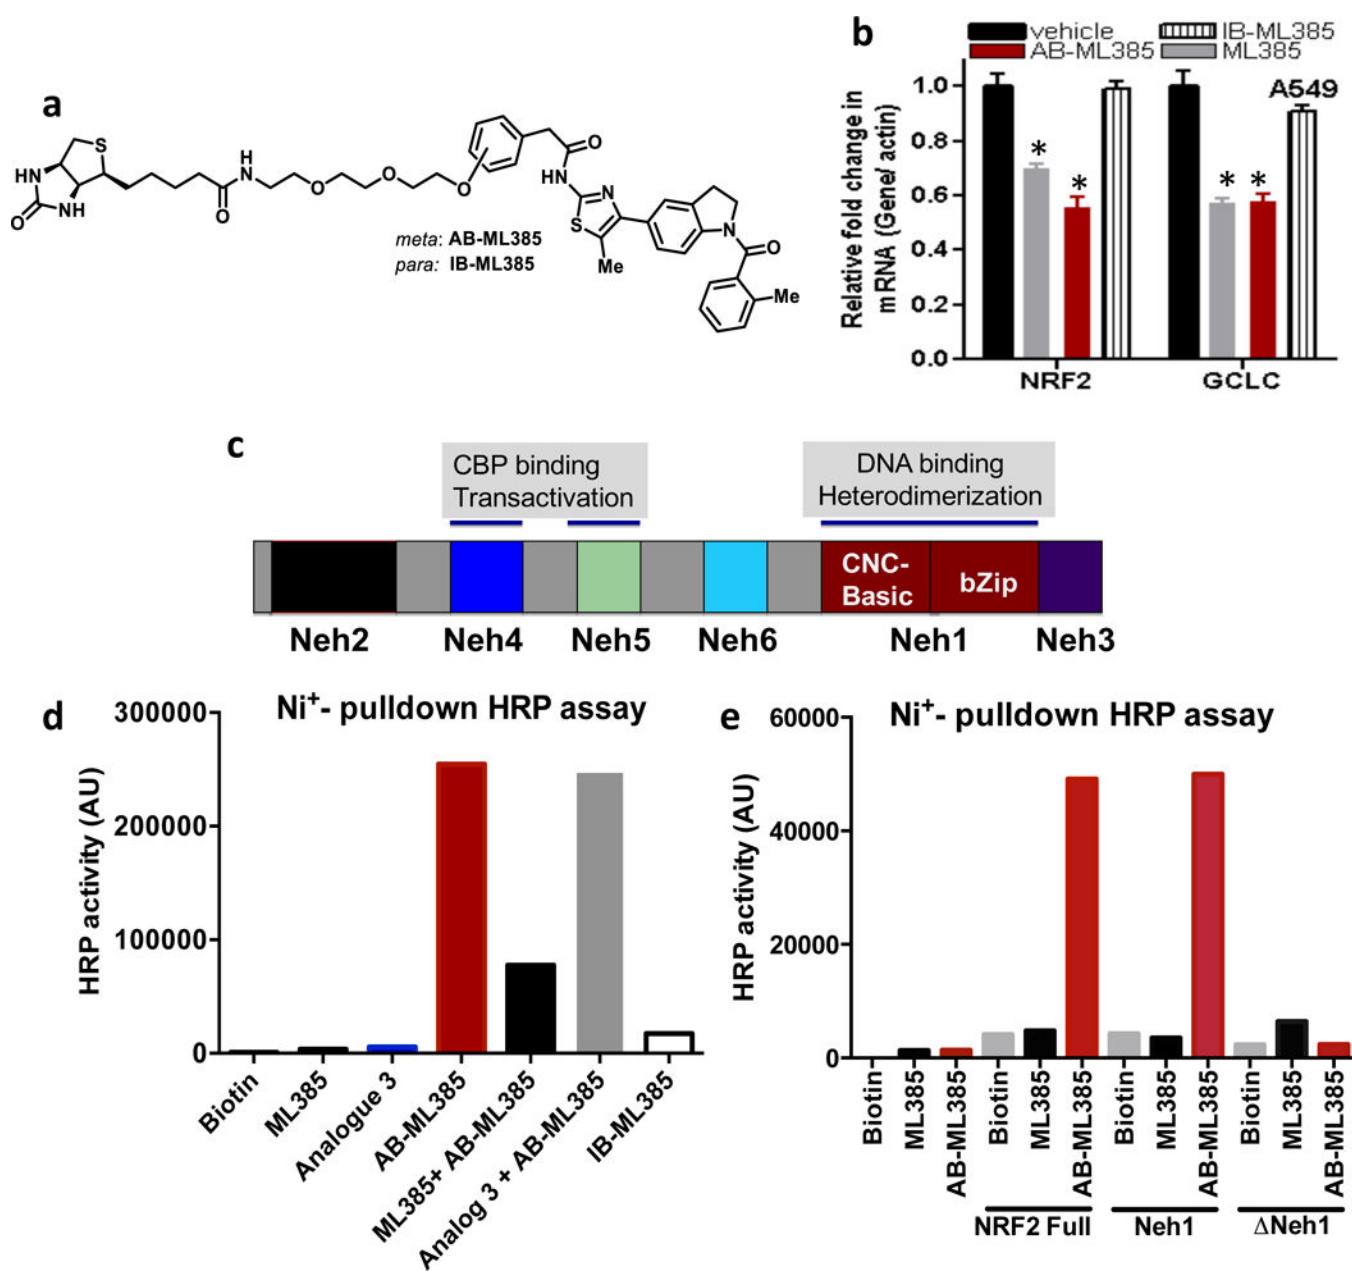 a
S
HN
NH
O
H
N
O
O
O
O
O
HN
N
S
Me
N
O
Me
meta: AB-ML385
para: IB-ML385
b
vehicle
IB-ML385
AB-ML385
ML385
A549
Relative fold change in
mRNA (Gene/ actin)
1.0
0.8
0.6
0.4
0.2
0.0
*
*
*
*
NRF2
GCLC
c
CBP binding
Transactivation
DNA binding
Heterodimerization
CNC-
Basic
bZip
Neh2
Neh4
Neh5
Neh6
Neh1
Neh3
d
Ni+- pulldown HRP assay
HRP activity (AU)
300000
200000
100000
0
Biotin
ML385
Analogue 3
AB-ML385
ML385+ AB-ML385
Analog 3 + AB-ML385
IB-ML385
e
Ni+- pulldown HRP assay
HRP activity (AU)
60000
40000
20000
0
Biotin
ML385
AB-ML385
Biotin
ML385
AB-ML385
Biotin
ML385
AB-ML385
Biotin
ML385
AB-ML385
NRF2 Full
Neh1
ΔNeh1